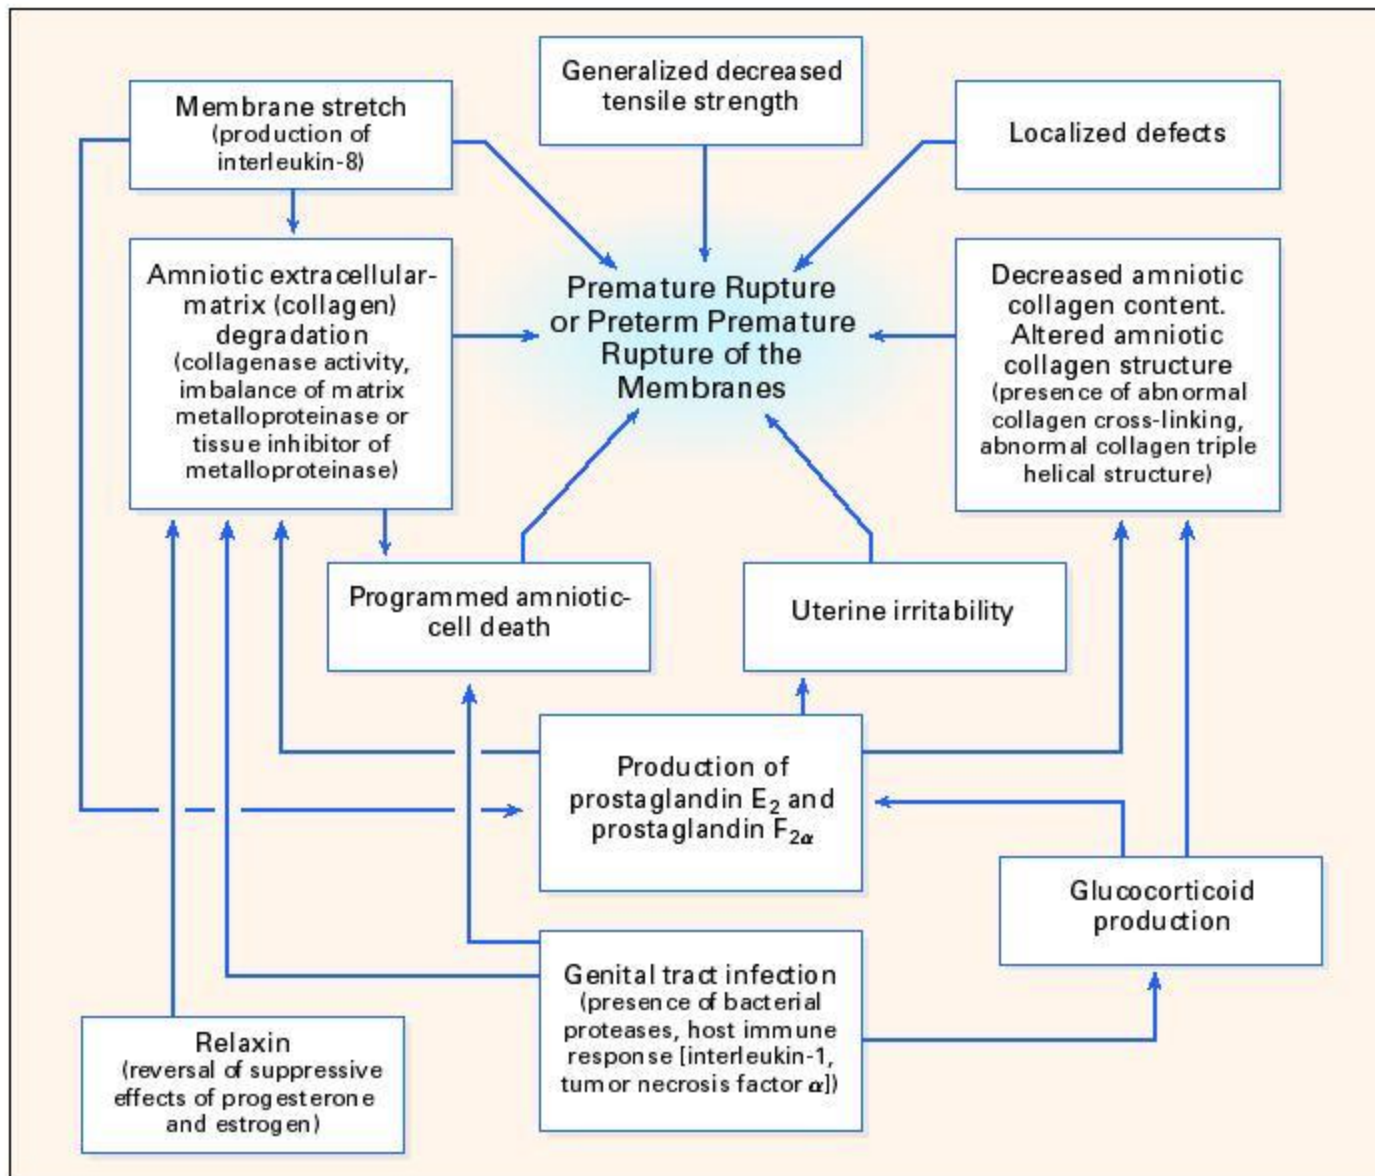 Generalized decreased
tensile strength
Membrane stretch
(production of
interleukin-8)
Localized defects
Amniotic extracellular-
matrix (collagen)
degradation
(collagenase activity,
imbalance of matrix
metalloproteinase or
tissue inhibitor of
metalloproteinase)
Premature Rupture
or Preterm Premature
Rupture of the
Membranes
Decreased amniotic
collagen content.
Altered amniotic
collagen structure
(presence of abnormal
collagen cross-linking,
abnormal collagen triple
helical structure)
Programmed amniotic-
cell death
Uterine irritability
Production of
prostaglandin E₂ and
prostaglandin F₂α
Glucocorticoid
production
Genital tract infection
(presence of bacterial
proteases, host immune
response [interleukin-1,
tumor necrosis factor α])
Relaxin
(reversal of suppressive
effects of progesterone
and estrogen)